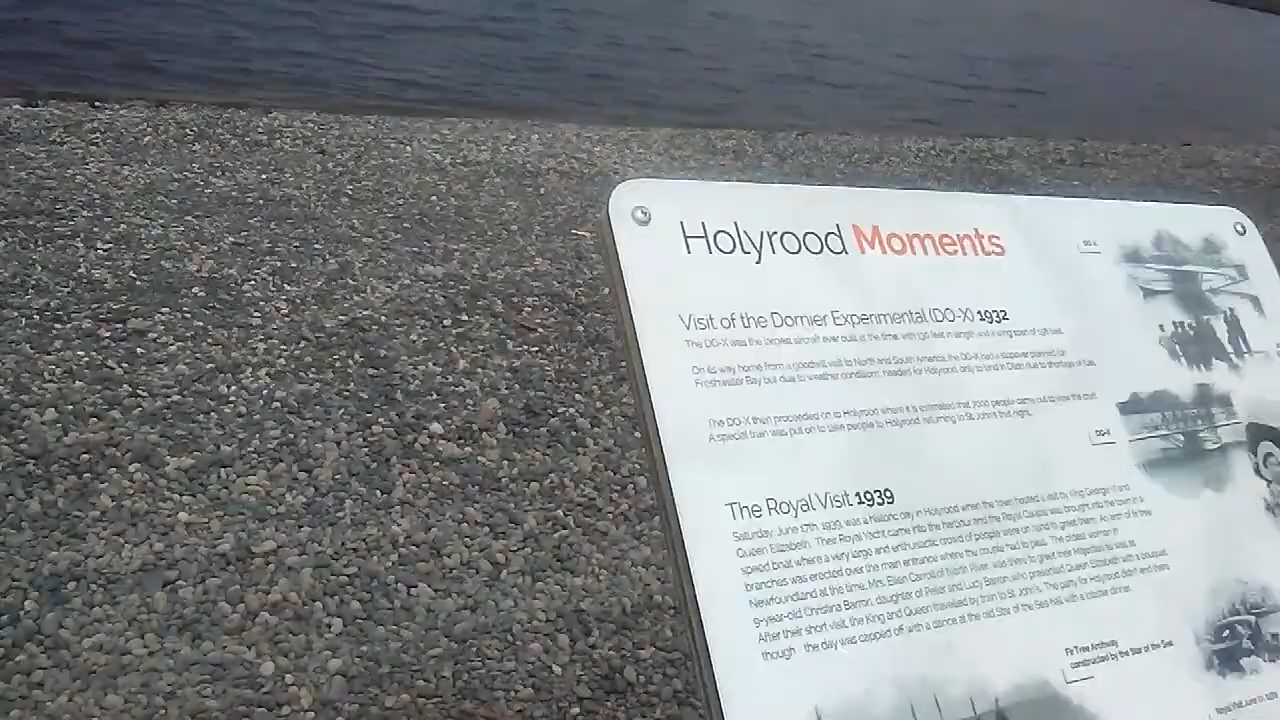 Holyrood Moments
DO-X
Visit of the Dornier Experimental (DO-X) 1932
The DO-X was the largest aircraft ever built at the time, with 130 feet in length and a wing span of
On its way home from a goodwill visit to North and South America, the DO-X had a stopover planned for
Freshwater Bay but due to weather conditions headed for Holyrood, only to land in Dildo due to shortage of fuel.
The DO-X then proceeded on to Holyrood where it is estimated that 7000 people came out to view the craft.
A special train was put on to take people to Holyrood, returning to St. John's that night.
DO-X
The Royal Visit 1939
Saturday, June 17th, 1939, was a historic day in Holyrood when the town hosted a visit by King George VI and
Queen Elizabeth. Their Royal Yacht came into the harbour and the Royal Couple was brought into the town in a
speed boat where a very large and enthusiastic crowd of people were on hand to greet them. An arch of fir tree
branches was erected over the main entrance where the couple had to pass. The oldest woman in
Newfoundland at the time, Mrs. Ellen Carroll of North River, was there to greet their Majesties as well as
9-year-old Christina Barron, daughter of Peter and Lucy Barron, who presented Queen Elizabeth with a bouquet.
After their short visit, the King and Queen travelled by train to St. John's. The party for Holyrood didn't end there
though the day was capped off with a dance at the old Star of the Sea Hall, with a lobster dinner.
Fir Tree Archway
constructed by the Star of the Sea
Royal Visit June 17, 1939